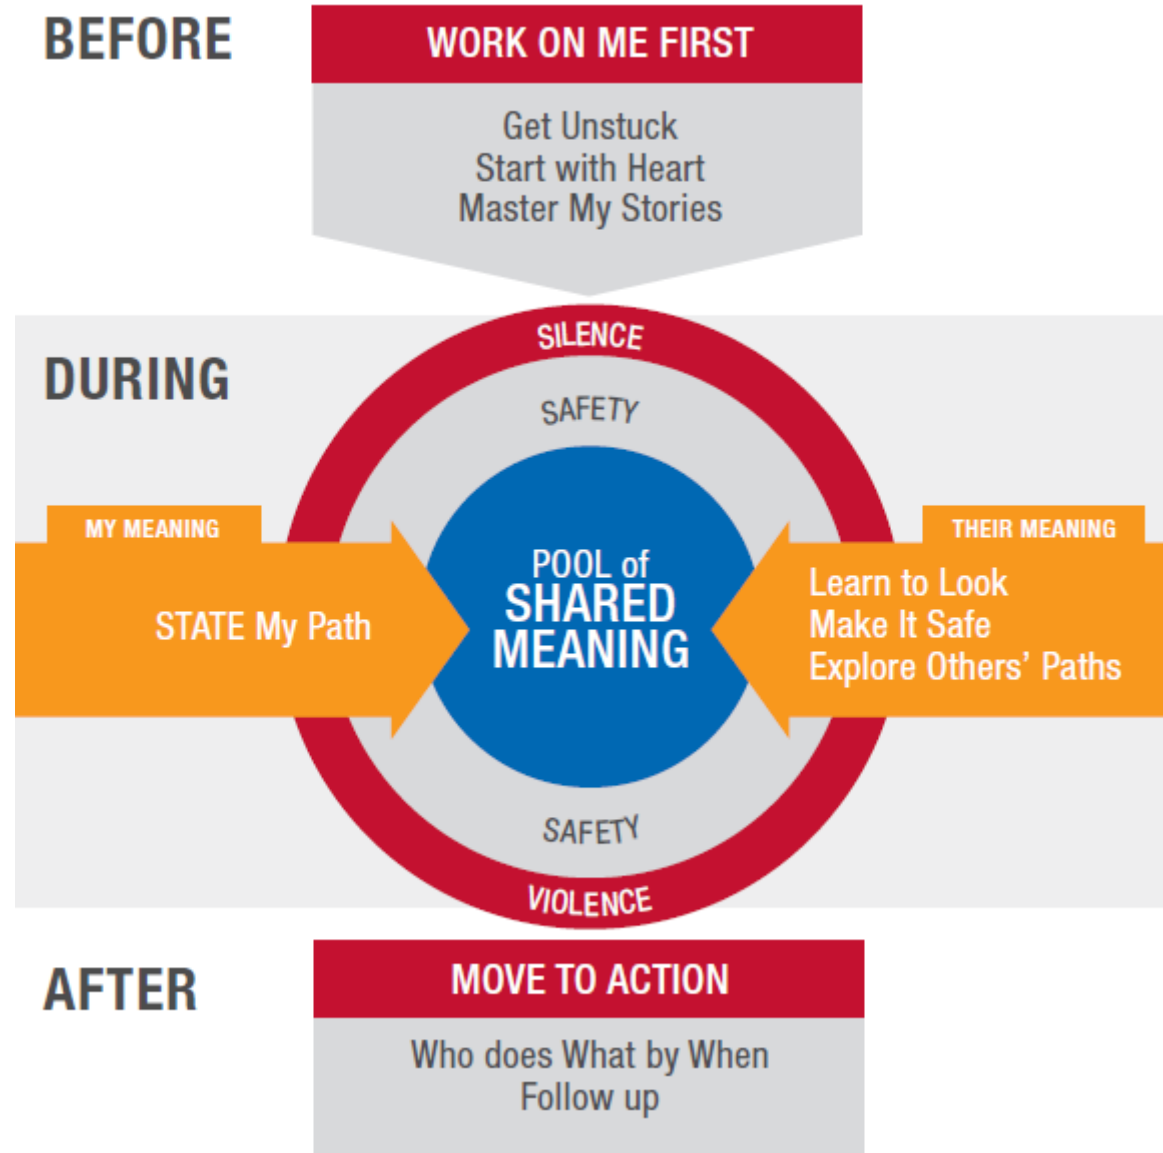 BEFORE
WORK ON ME FIRST
Get Unstuck
Start with Heart
Master My Stories
DURING
SILENCE
SAFETY
MY MEANING
STATE My Path
POOL of
SHARED
MEANING
THEIR MEANING
Learn to Look
Make It Safe
Explore Others’ Paths
SAFETY
VIOLENCE
AFTER
MOVE TO ACTION
Who does What by When
Follow up